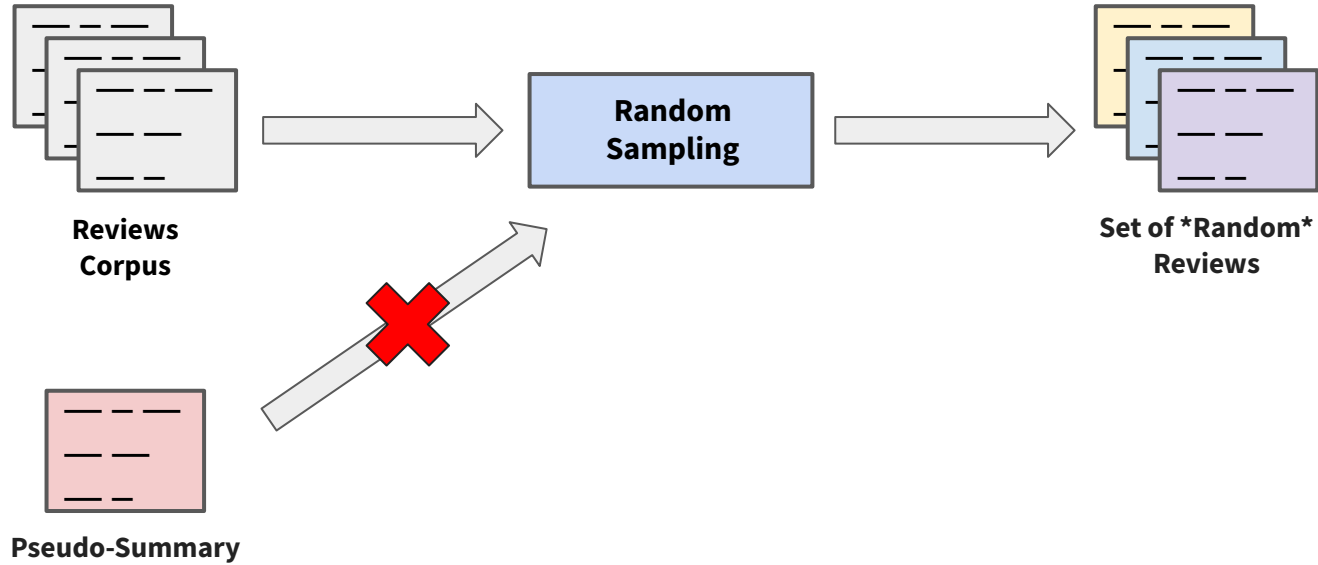 Random
Sampling
Reviews
Corpus
Set of *Random*
Reviews
Pseudo-Summary